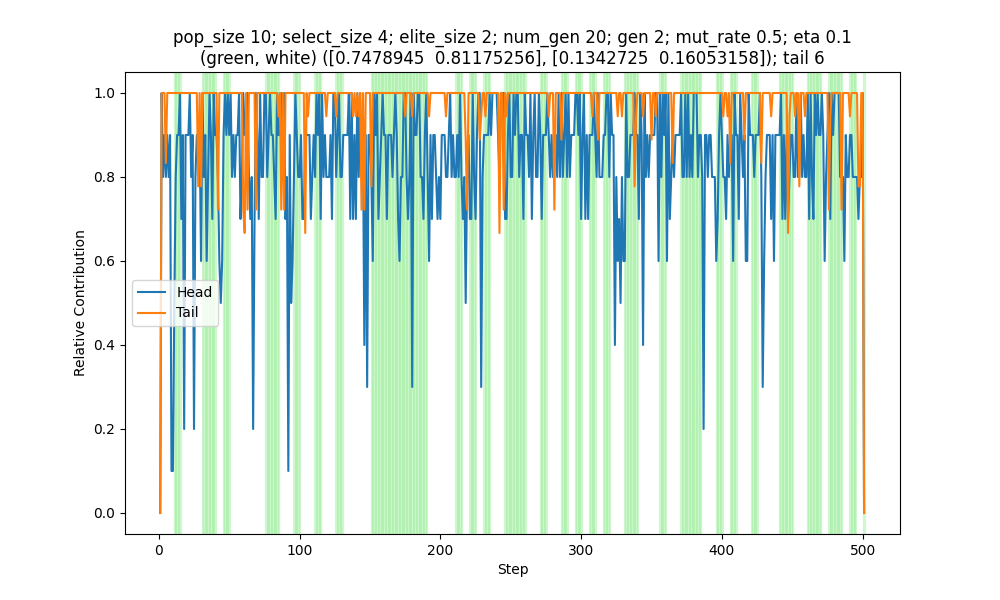 pop_size 10; select_size 4; elite_size 2; num_gen 20; gen 2; mut_rate 0.5; eta 0.1
(green, white) ([0.7478945  0.81175256], [0.1342725  0.16053158]); tail 6
1.0
0.8
0.6
0.4
0.2
0.0
Relative Contribution
Head
Tail
0
100
200
300
400
500
Step